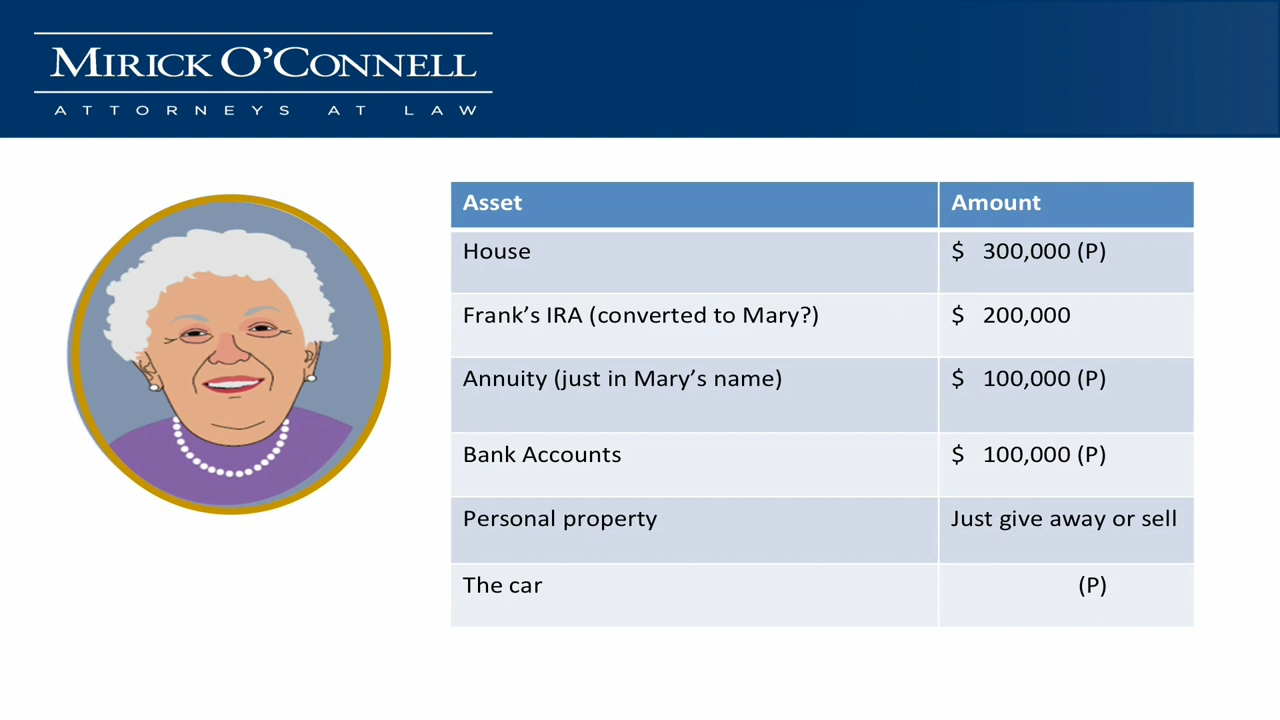 MIRICK O'CONNELL
ATTORNEYS AT LAW
Asset Amount
House $ 300,000 (P)
Frank's IRA (converted to Mary?) $ 200,000
Annuity (just in Mary's name) $ 100,000 (P)
Bank Accounts $ 100,000 (P)
Personal property Just give away or sell
The car (P)